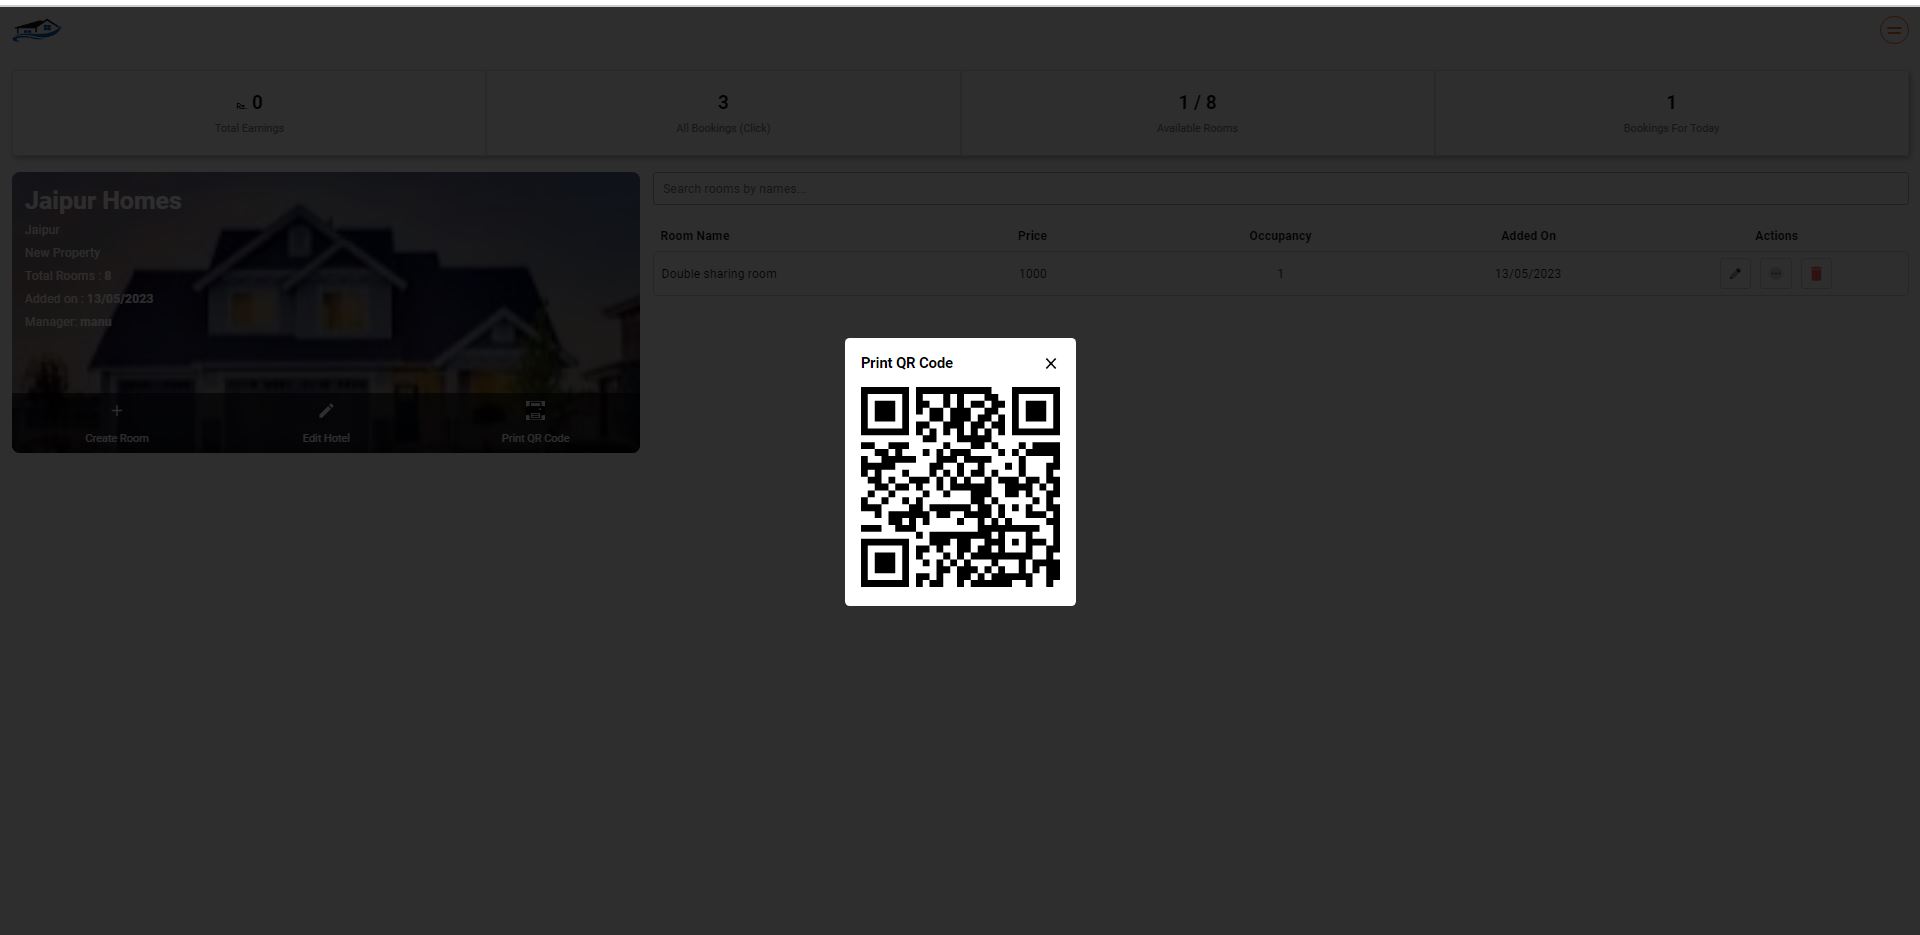 Rs. 0
Total Earnings
3
All Bookings (Click)
1 / 8
Available Rooms
1
Bookings For Today
Jaipur Homes
Jaipur
New Property
Total Rooms : 8
Added on : 13/05/2023
Manager: manu
Create Room
Edit Hotel
Print QR Code
Search rooms by names...
Room Name Price Occupancy Added On Actions
Double sharing room 1000 1 13/05/2023
Print QR Code